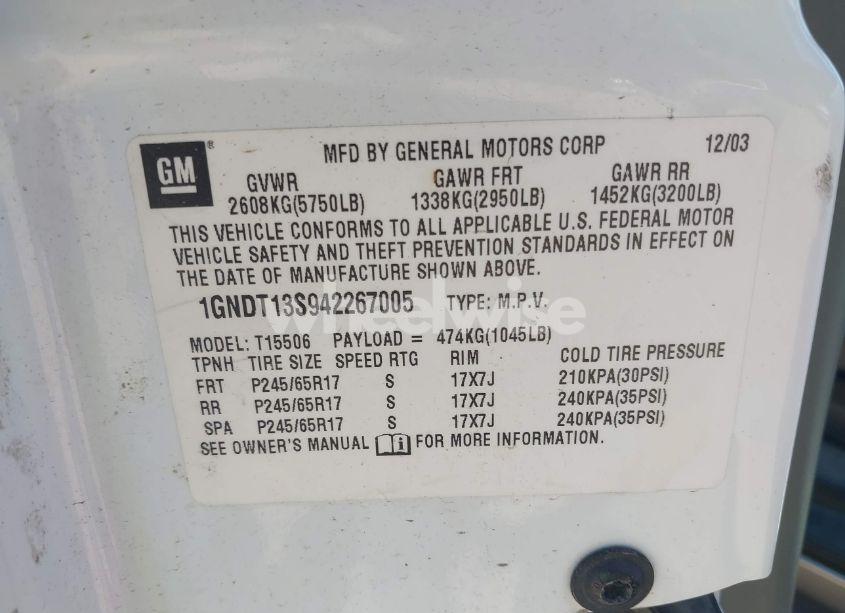 GM ® MFD BY GENERAL MOTORS CORP 12/03
GVWR GAWR FRT GAWR RR
2608KG(5750LB) 1338KG(2950LB) 1452KG(3200LB)
THIS VEHICLE CONFORMS TO ALL APPLICABLE U.S. FEDERAL MOTOR
VEHICLE SAFETY AND THEFT PREVENTION STANDARDS IN EFFECT ON
THE DATE OF MANUFACTURE SHOWN ABOVE.
1GNDT13S942267005 TYPE: M.P.V.
wheelwise
MODEL: T15506 PAYLOAD = 474KG(1045LB)
TPNH TIRE SIZE SPEED RTG RIM COLD TIRE PRESSURE
FRT P245/65R17 S 17X7J 210KPA(30PSI)
RR P245/65R17 S 17X7J 240KPA(35PSI)
SPA P245/65R17 S 17X7J 240KPA(35PSI)
SEE OWNER'S MANUAL FOR MORE INFORMATION.